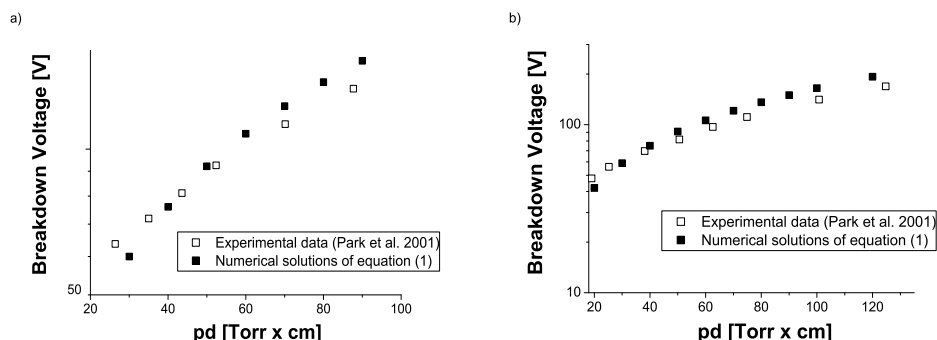 a)
Breakdown Voltage [V]
50
20
40
60
80
100
pd [Torr x cm]
Experimental data (Park et al. 2001)
Numerical solutions of equation (1)
b)
Breakdown Voltage [V]
100
10
20
40
60
80
100
120
pd [Torr x cm]
Experimental data (Park et al. 2001)
Numerical solutions of equation (1)